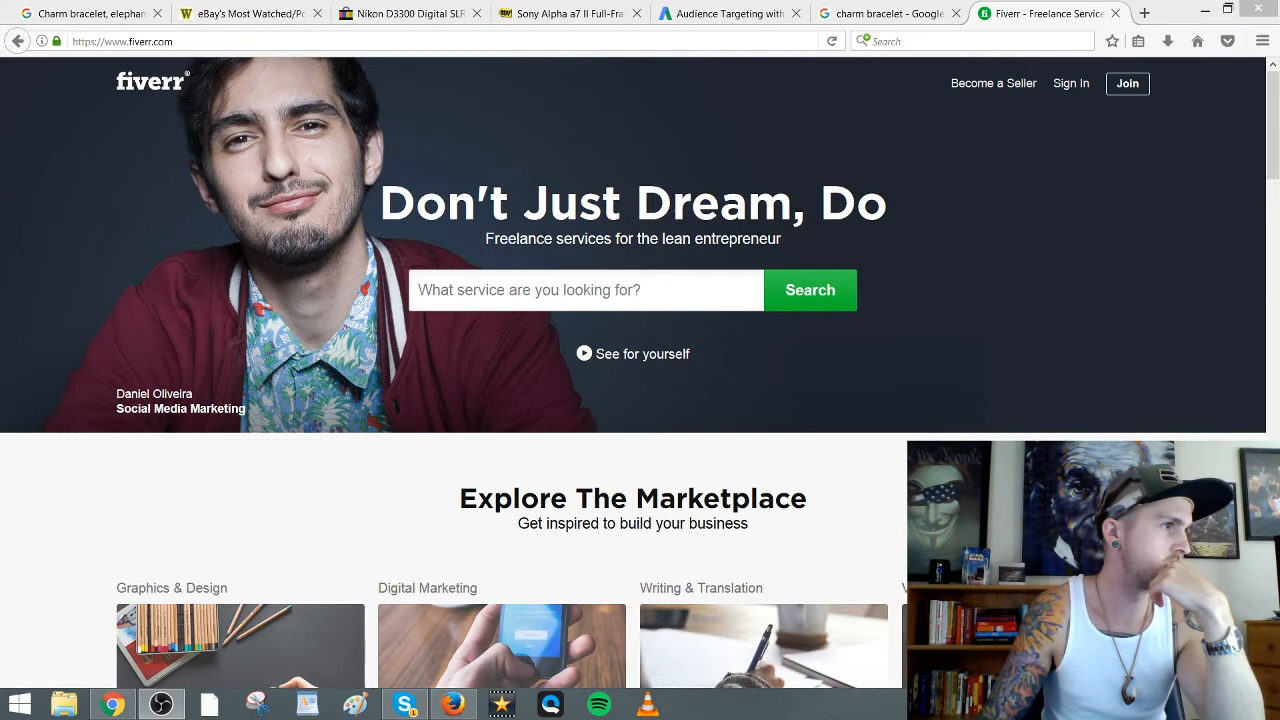 Charm bracelet, elephan
eBay's Most Watched/Po
Nikon D3300 Digital SLR
Sony Alpha a7 II Full-Fra
Audience Targeting with
charm bracelet - Google
Fiverr - Freelance Service
https://www.fiverr.com
Search
fiverr®
Become a Seller
Sign In
Join
Don't Just Dream, Do
Freelance services for the lean entrepreneur
What service are you looking for?
Search
See for yourself
Daniel Oliveira
Social Media Marketing
Explore The Marketplace
Get inspired to build your business
Graphics & Design
Digital Marketing
Writing & Translation
We The People